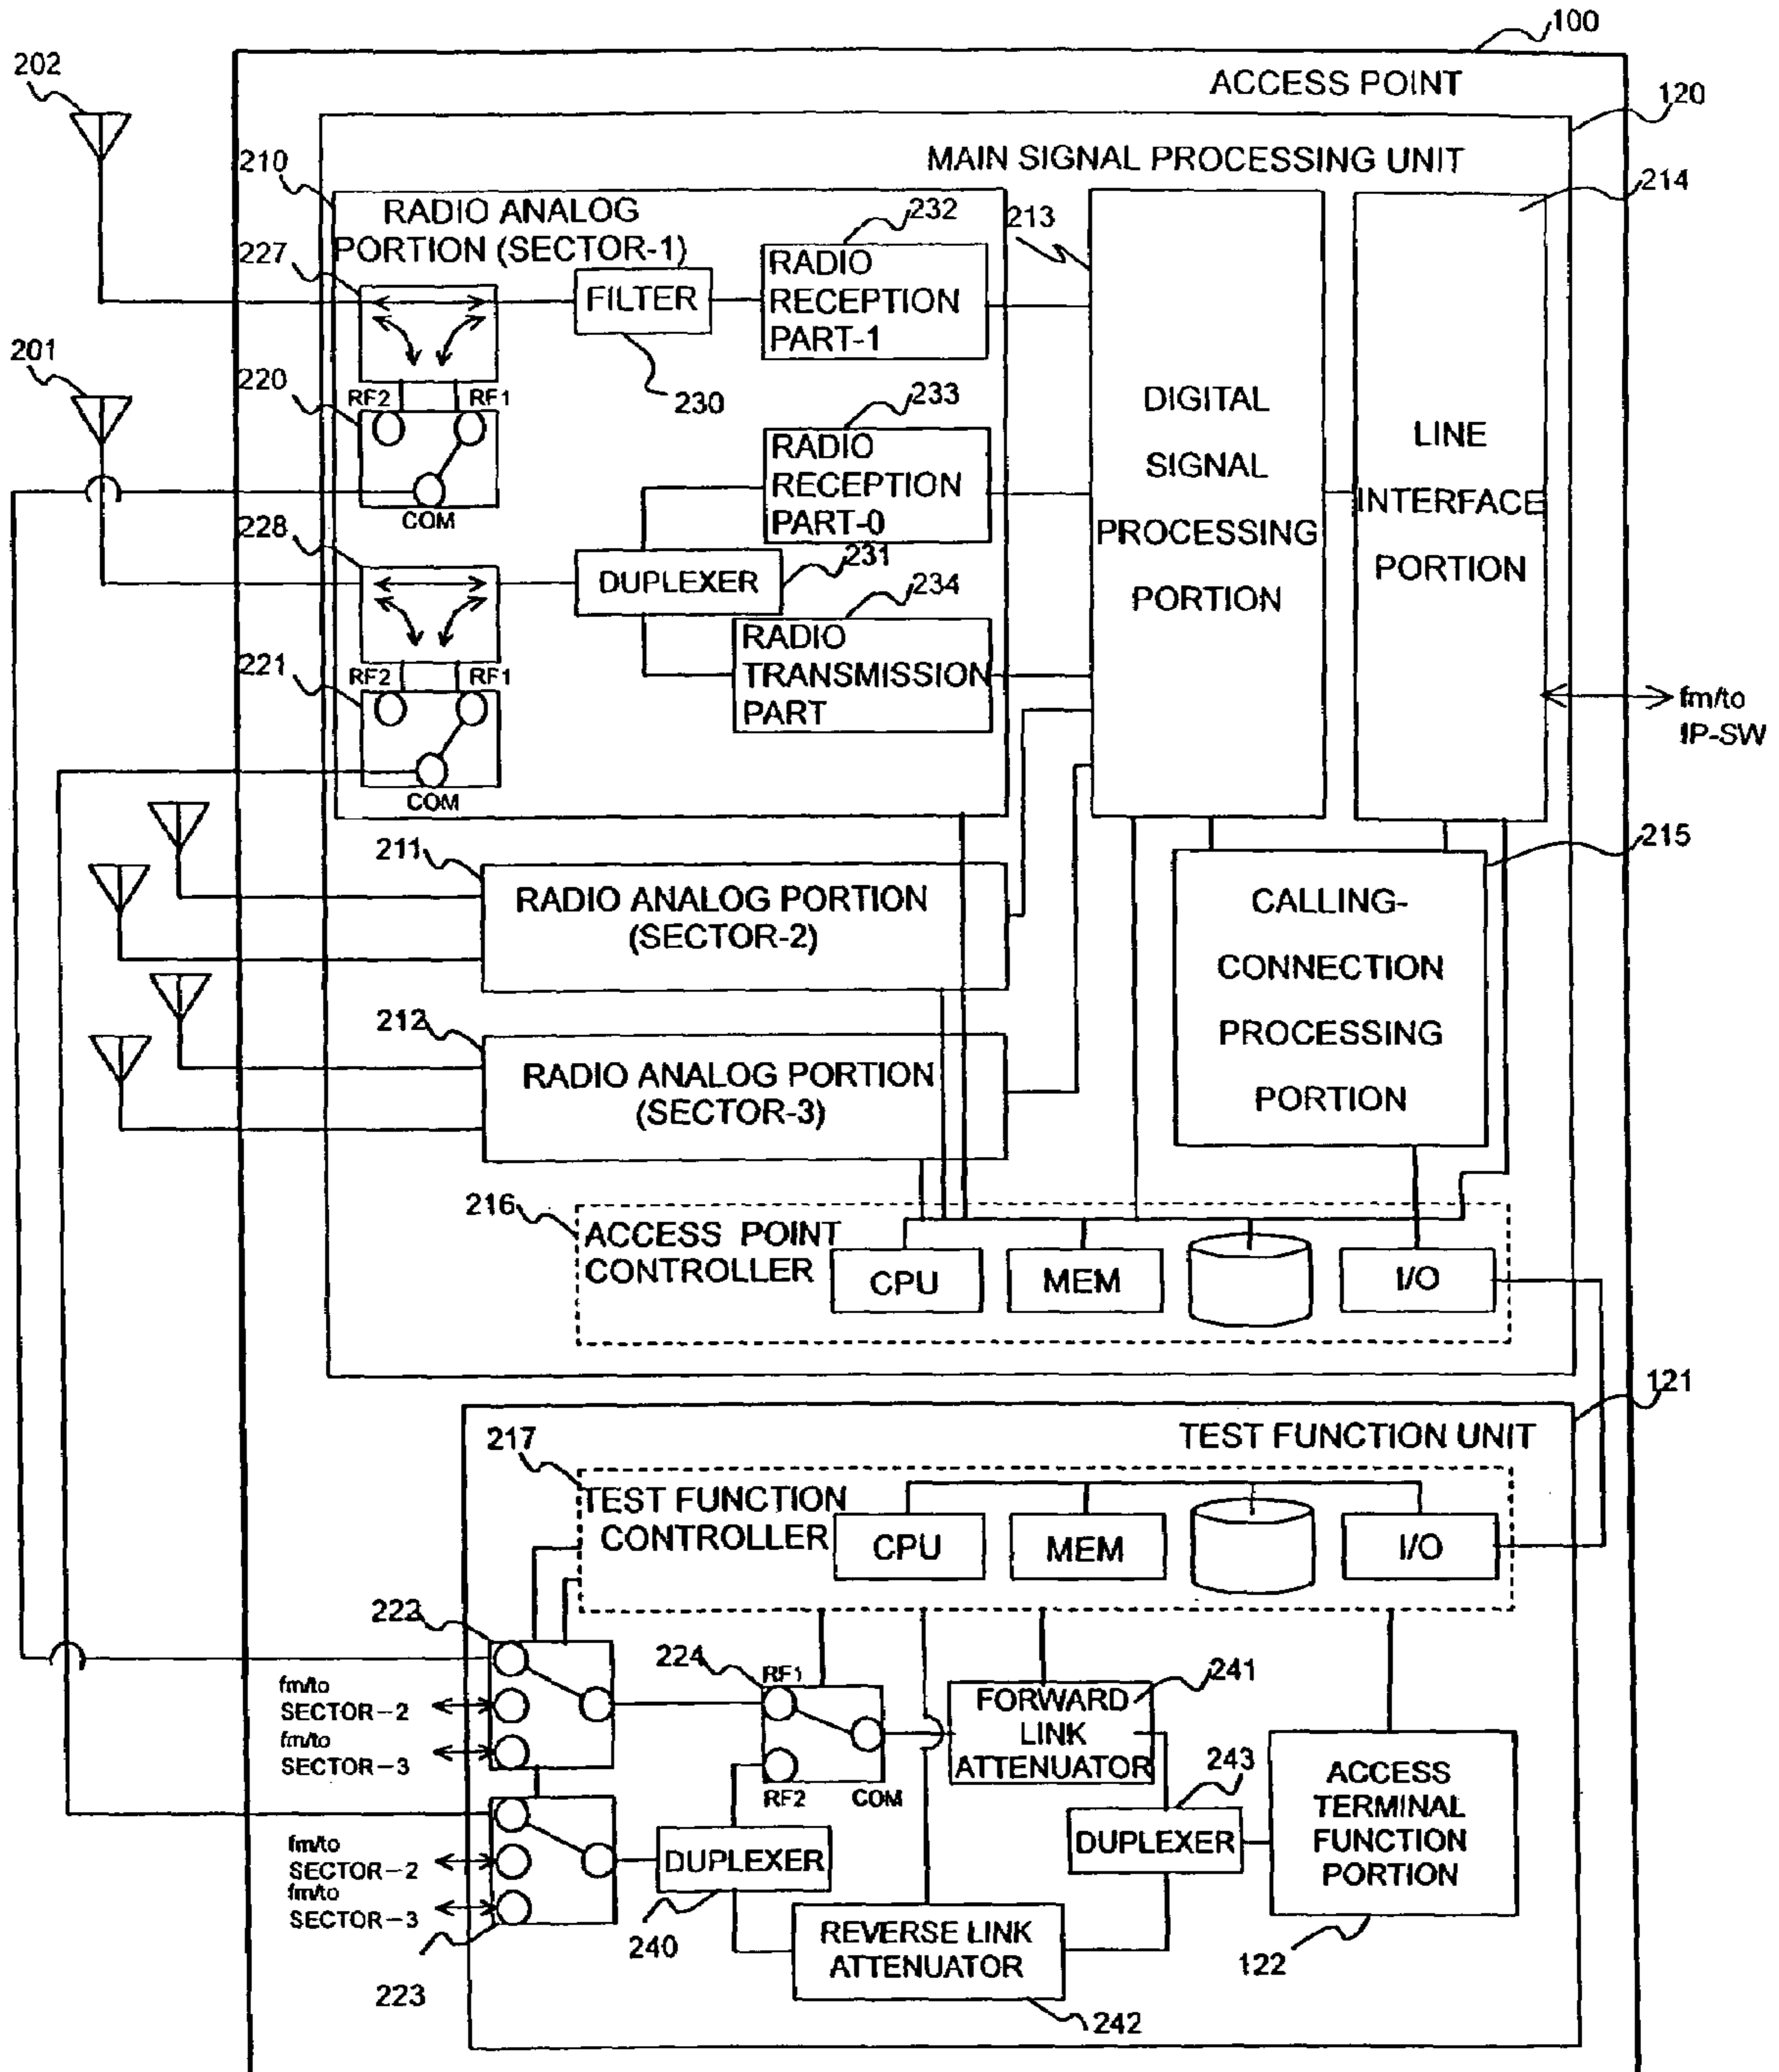 100
202
ACCESS POINT
120
MAIN SIGNAL PROCESSING UNIT
210
214
RADIO ANALOG
PORTION (SECTOR-1)
232
213
227
RADIO
RECEPTION
PART-1
FILTER
201
220
RF2
RF1
230
233
DIGITAL
SIGNAL
PROCESSING
PORTION
LINE
INTERFACE
PORTION
RADIO
RECEPTION
PART-0
COM
228
231
DUPLEXER
234
221
RF2
RF1
RADIO
TRANSMISSION
PART
fm/to
IP-SW
COM
211
215
RADIO ANALOG PORTION
(SECTOR-2)
CALLING-
CONNECTION
PROCESSING
PORTION
212
RADIO ANALOG PORTION
(SECTOR-3)
216
ACCESS POINT
CONTROLLER
CPU
MEM
I/O
121
TEST FUNCTION UNIT
217
TEST FUNCTION
CONTROLLER
CPU
MEM
I/O
222
224
RF1
241
fm/to
SECTOR-2
fm/to
SECTOR-3
FORWARD
LINK
ATTENUATOR
243
RF2
COM
ACCESS
TERMINAL
FUNCTION
PORTION
fm/to
SECTOR-2
fm/to
SECTOR-3
DUPLEXER
DUPLEXER
240
REVERSE LINK
ATTENUATOR
122
223
242